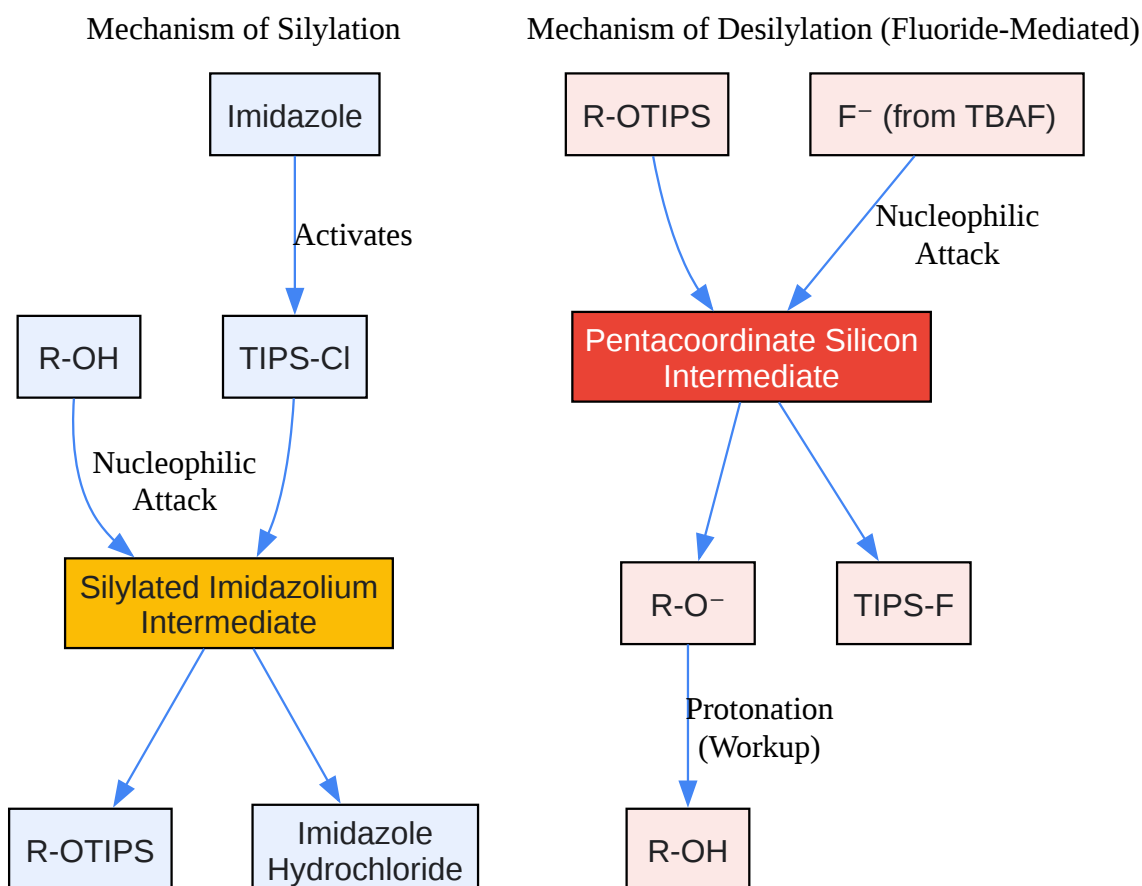 Mechanism of Silylation
Imidazole
Activates
R-OH
TIPS-Cl
Nucleophilic
Attack
Silylated Imidazolium
Intermediate
R-OTIPS
Imidazole
Hydrochloride
Mechanism of Desilylation (Fluoride-Mediated)
R-OTIPS
F⁻ (from TBAF)
Nucleophilic
Attack
Pentacoordinate Silicon
Intermediate
R-O⁻
TIPS-F
Protonation
(Workup)
R-OH